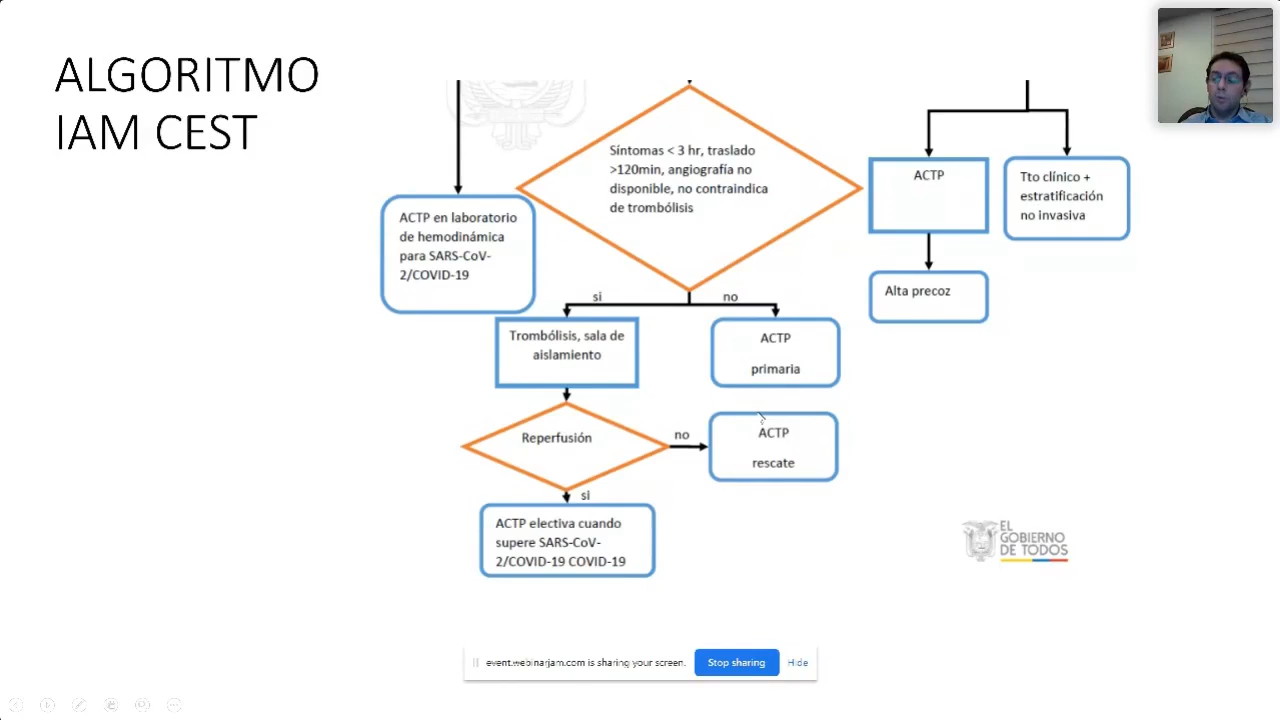 ALGORITMO
IAM CEST
ACTP en laboratorio
de hemodinámica
para SARS-CoV-
2/COVID-19
Síntomas < 3 hr, traslado
>120min, angiografía no
disponible, no contraindica
de trombólisis
ACTP
Tto clínico +
estratificación
no invasiva
Alta precoz
si
no
Trombólisis, sala de
aislamiento
ACTP
primaria
Reperfusión
no
ACTP
rescate
si
ACTP electiva cuando
supere SARS-CoV-
2/COVID-19 COVID-19
EL
GOBIERNO
DE TODOS
event.webinarjam.com is sharing your screen.
Stop sharing
Hide